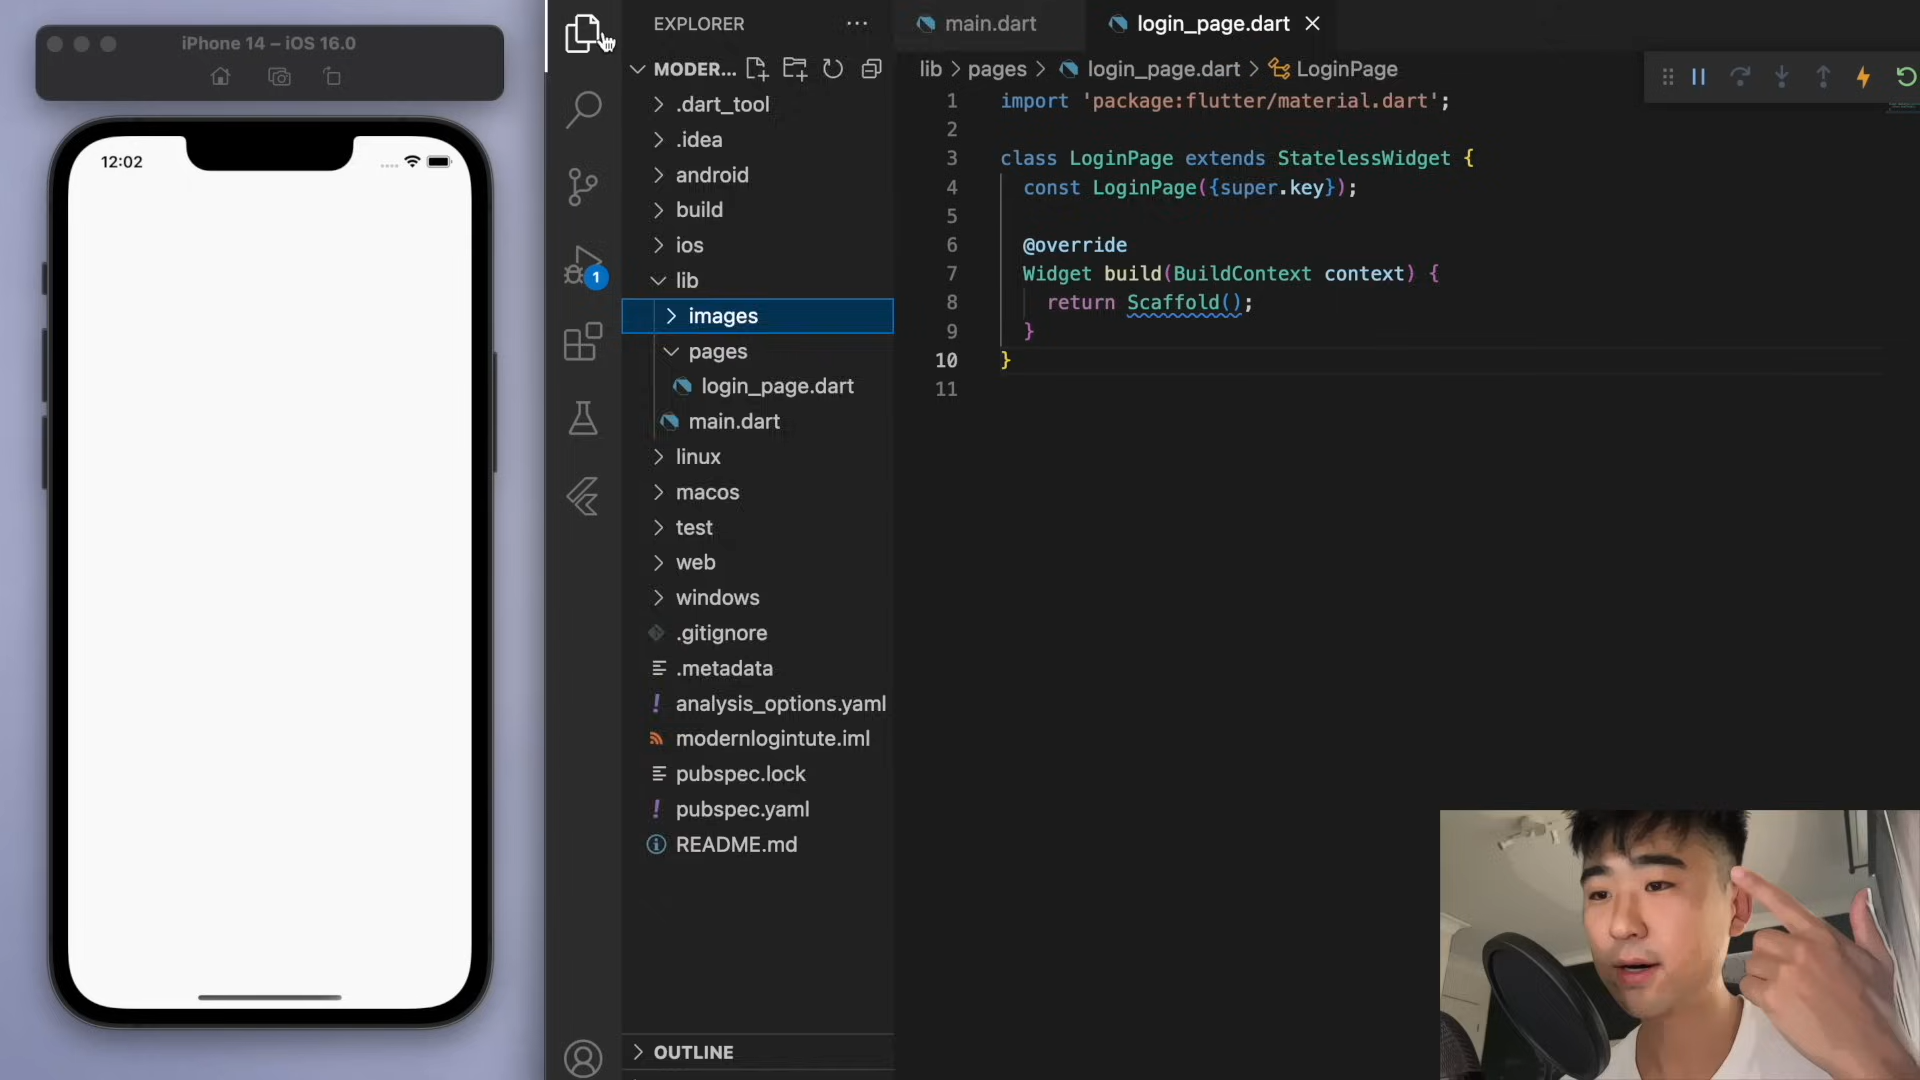 iPhone 14 – iOS 16.0
12:02
1
EXPLORER
MODER...
.dart_tool
.idea
android
build
ios
lib
images
pages
login_page.dart
main.dart
linux
macos
test
web
windows
.gitignore
.metadata
analysis_options.yaml
modernlogintute.iml
pubspec.lock
pubspec.yaml
README.md
OUTLINE
main.dart
login_page.dart
lib > pages > login_page.dart > LoginPage
1 import 'package:flutter/material.dart';
2
3 class LoginPage extends StatelessWidget {
4 const LoginPage({super.key});
5
6 @override
7 Widget build(BuildContext context) {
8 return Scaffold();
9 }
10 }
11